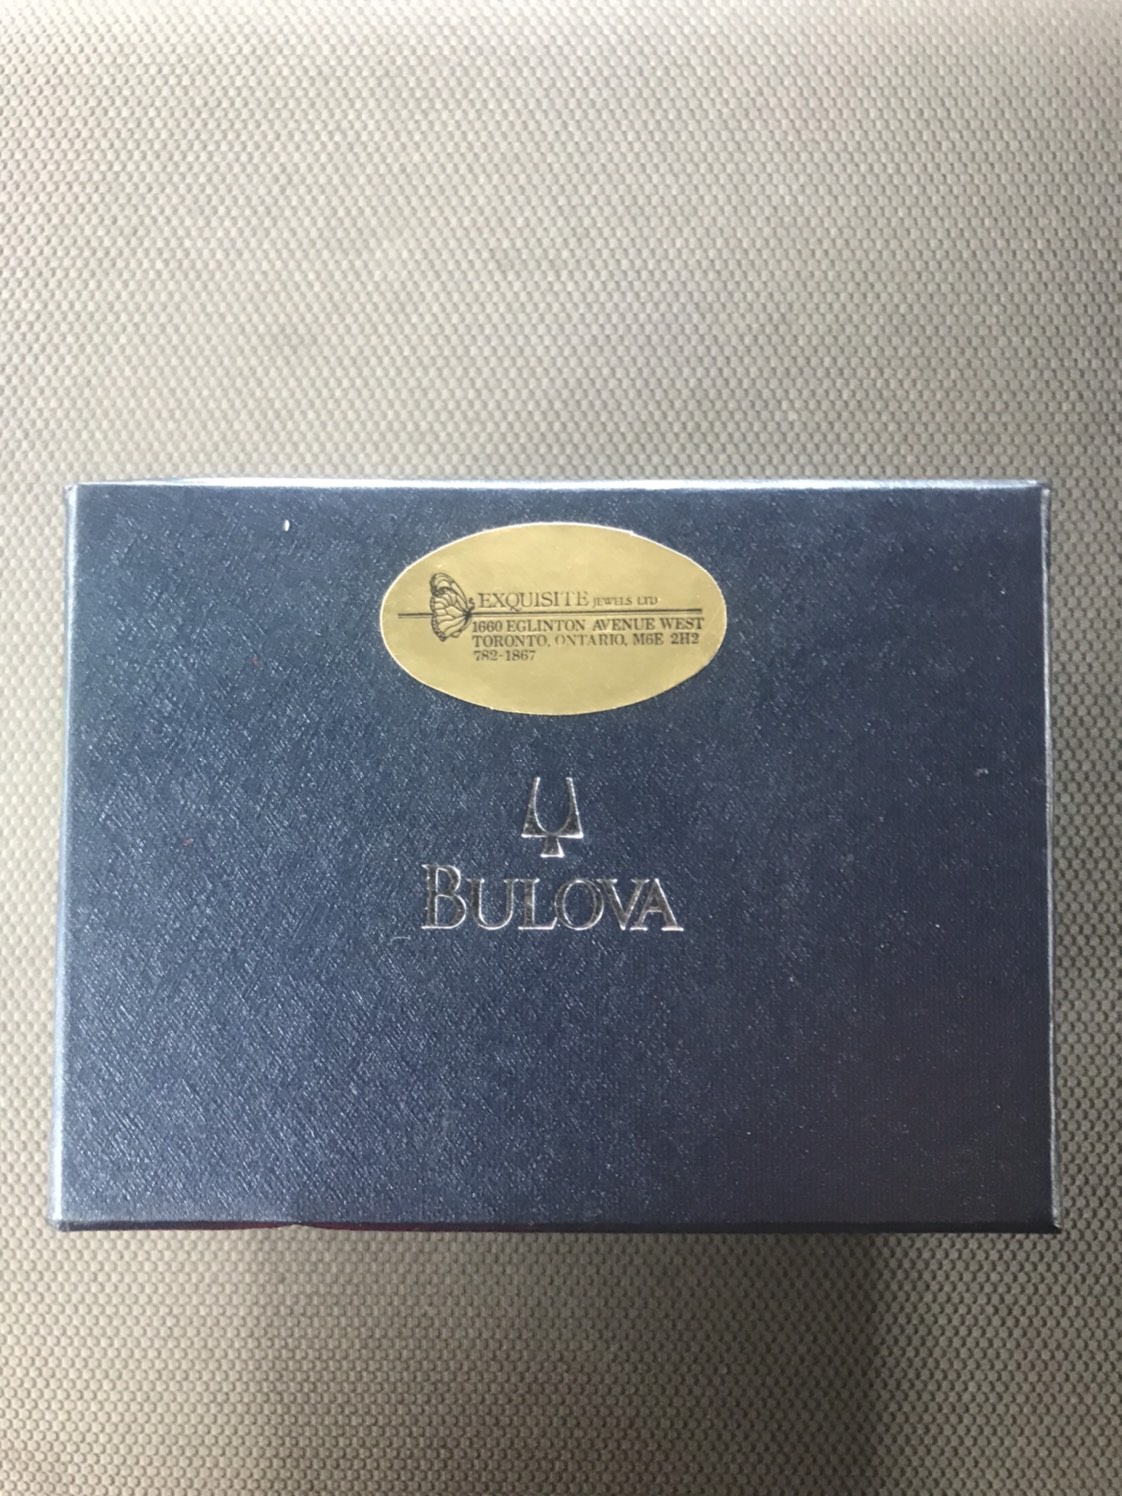 EXQUISITE JEWELS LTD
1660 EGLINTON AVENUE WEST
TORONTO, ONTARIO, M6E 2H2
782-1867
BULOVA